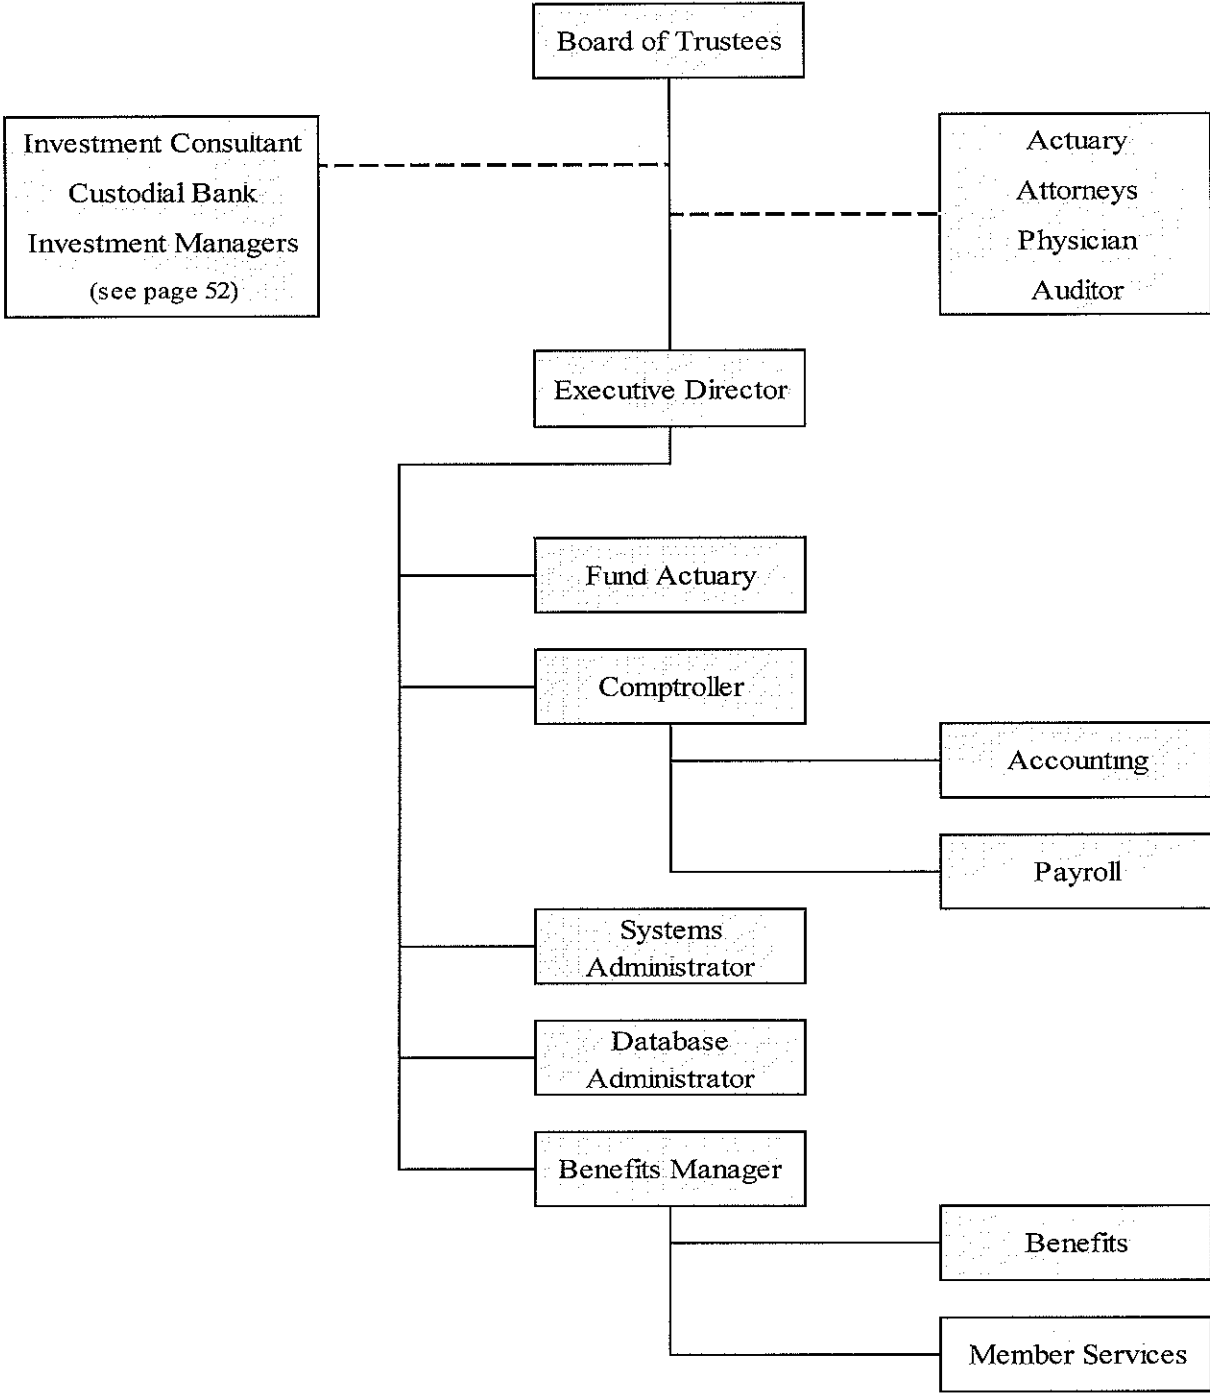 Board of Trustees
Investment Consultant
Custodial Bank
Investment Managers
(see page 52)
Actuary
Attorneys
Physician
Auditor
Executive Director
Fund Actuary
Comptroller
Accounting
Payroll
Systems
Administrator
Database
Administrator
Benefits Manager
Benefits
Member Services